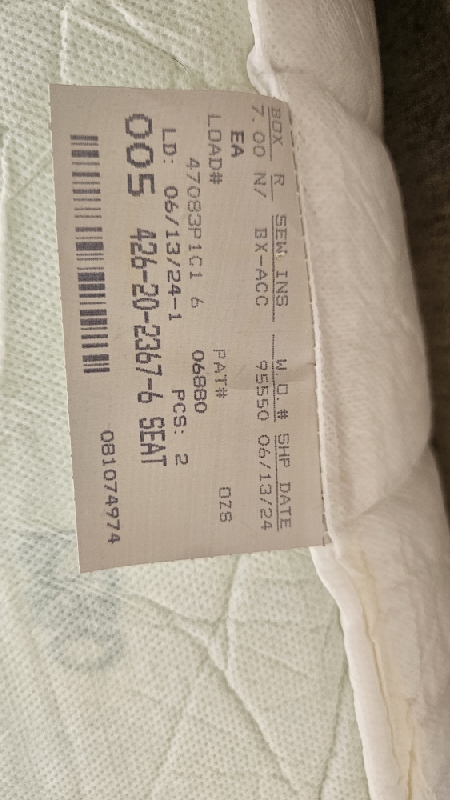 BOX R SEW INS W.O.# SHP DATE
7.00 N/ BX-ACC 95550 06/13/24
EA
LOAD# PAT# OZS
47083P1C1 6 06880
LD: 06/13/24-1 PCS: 2
005 426-20-2367-6 SEAT
081074974